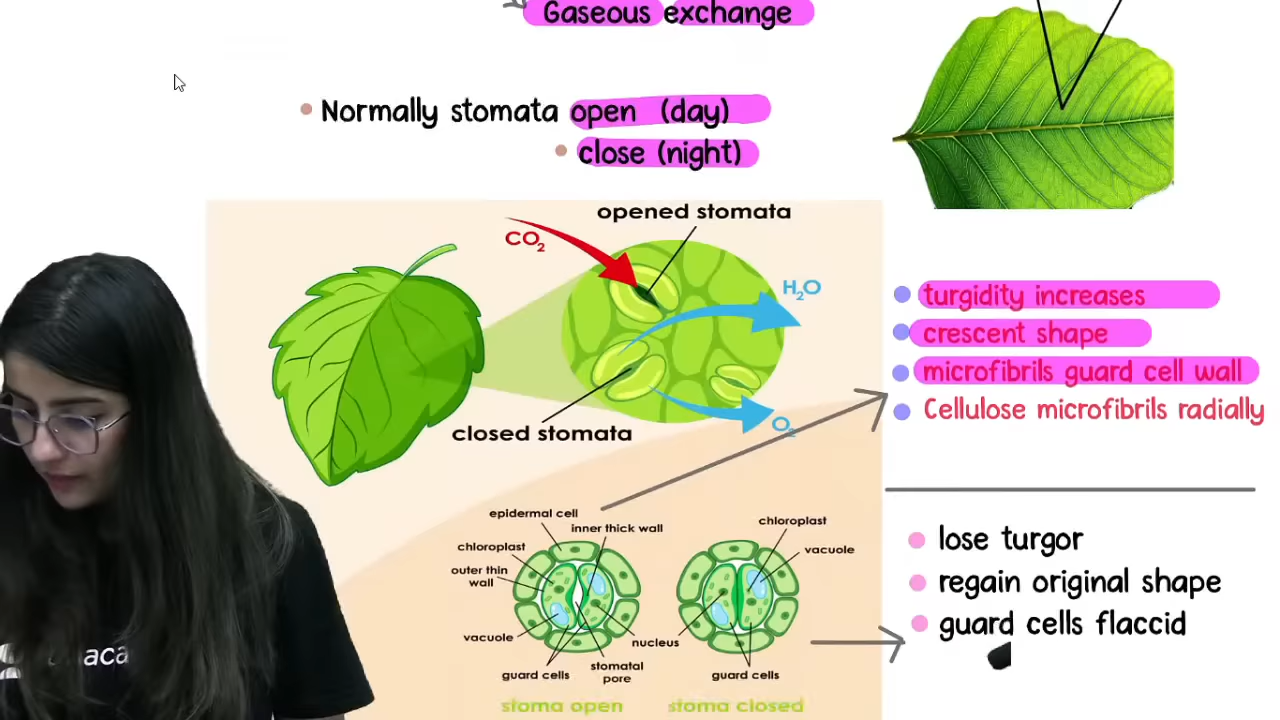 Gaseous exchange
• Normally stomata open (day)
• close (night)
opened stomata
CO₂
H₂O
closed stomata
O₂
• turgidity increases
• crescent shape
• microfibrils guard cell wall
• Cellulose microfibrils radially
epidermal cell
inner thick wall
chloroplast
outer thin
wall
vacuole
nucleus
stomatal
pore
guard cells
stoma open
chloroplast
vacuole
guard cells
stoma closed
• lose turgor
• regain original shape
• guard cells flaccid